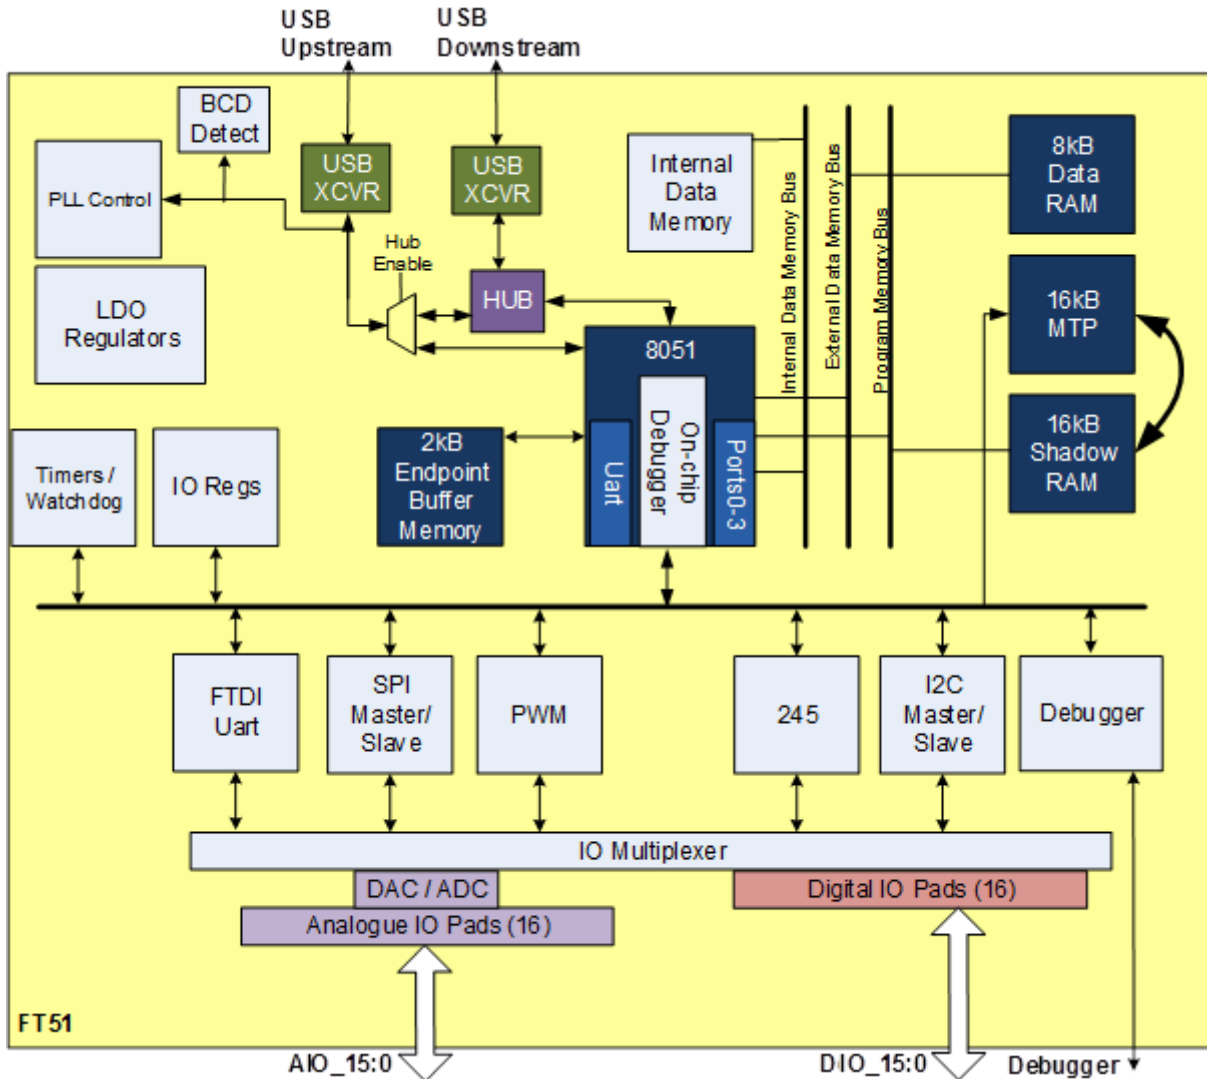 USB
Upstream
USB
Downstream
BCD
Detect
PLL Control
USB
XCVR
USB
XCVR
Internal
Data
Memory
Internal Data Memory Bus
External Data Memory Bus
Program Memory Bus
8kB
Data
RAM
Hub
Enable
HUB
LDO
Regulators
16kB
MTP
8051
On-chip
Debugger
Uart
Ports0-3
2kB
Endpoint
Buffer
Memory
16kB
Shadow
RAM
Timers /
Watchdog
IO Regs
FTDI
Uart
SPI
Master/
Slave
PWM
245
I2C
Master/
Slave
Debugger
IO Multiplexer
DAC / ADC
Digital IO Pads (16)
Analogue IO Pads (16)
FT51
AIO_15:0
DIO_15:0
Debugger